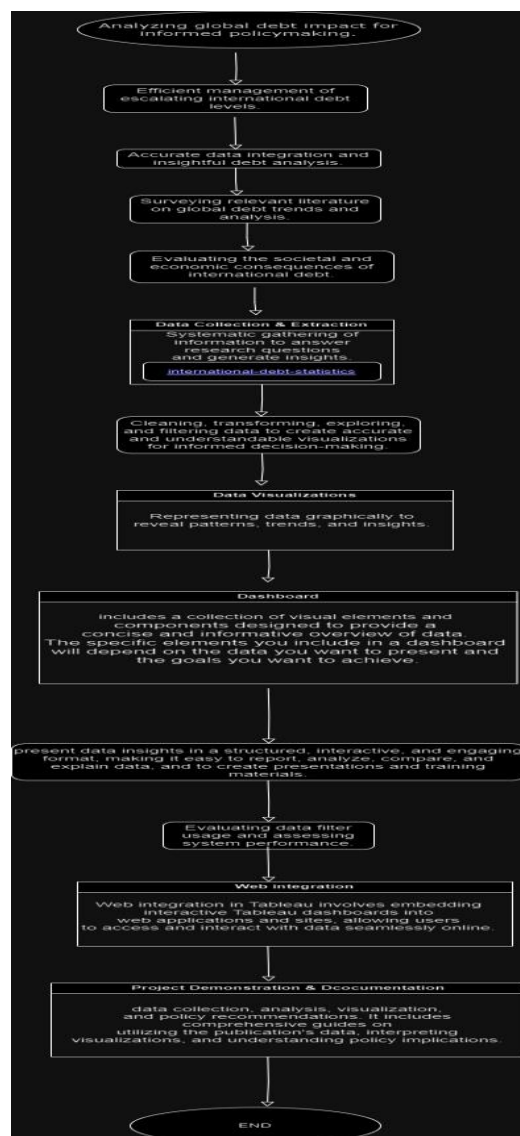 Analyzing global debt impact for
informed policymaking.
Efficient management of
escalating international debt
levels.
Accurate data integration and
insightful debt analysis.
Surveying relevant literature
on global debt trends and
analysis.
Evaluating the societal and
economic consequences of
international debt.
Data Collection & Extraction
Systematic gathering of
information to answer
research questions
and generate insights.
international-debt-statistics
Cleaning, transforming, exploring,
and filtering data to create accurate
and understandable visualizations
for informed decision-making.
Data Visualizations
Representing data graphically to
reveal patterns, trends, and insights.
Dashboard
includes a collection of visual elements and
components designed to provide a
concise and informative overview of data.
The specific elements you include in a dashboard
will depend on the data you want to present and
the goals you want to achieve.
present data insights in a structured, interactive, and engaging
format, making it easy to report, analyze, compare, and
explain data, and to create presentations and training
materials.
Evaluating data filter
usage and assessing
system performance.
Web integration
Web integration in Tableau involves embedding
interactive Tableau dashboards into
web applications and sites, allowing users
to access and interact with data seamlessly online.
Project Demonstration & Dcocumentation
data collection, analysis, visualization,
and policy recommendations. It includes
comprehensive guides on
utilizing the publication's data, interpreting
visualizations, and understanding policy implications.
END